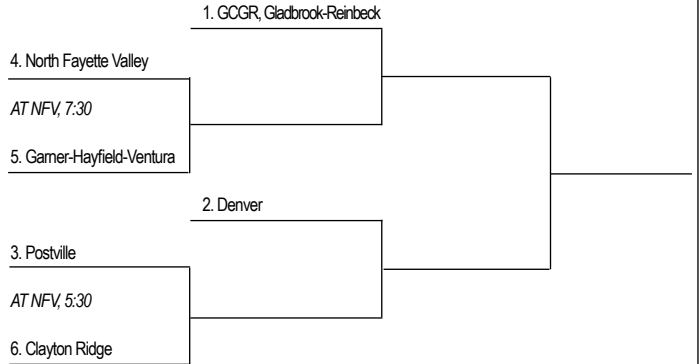 1. GCGR, Gladbrook-Reinbeck
4. North Fayette Valley
AT NFV, 7:30
5. Garner-Hayfield-Ventura
2. Denver
3. Postville
AT NFV, 5:30
6. Clayton Ridge